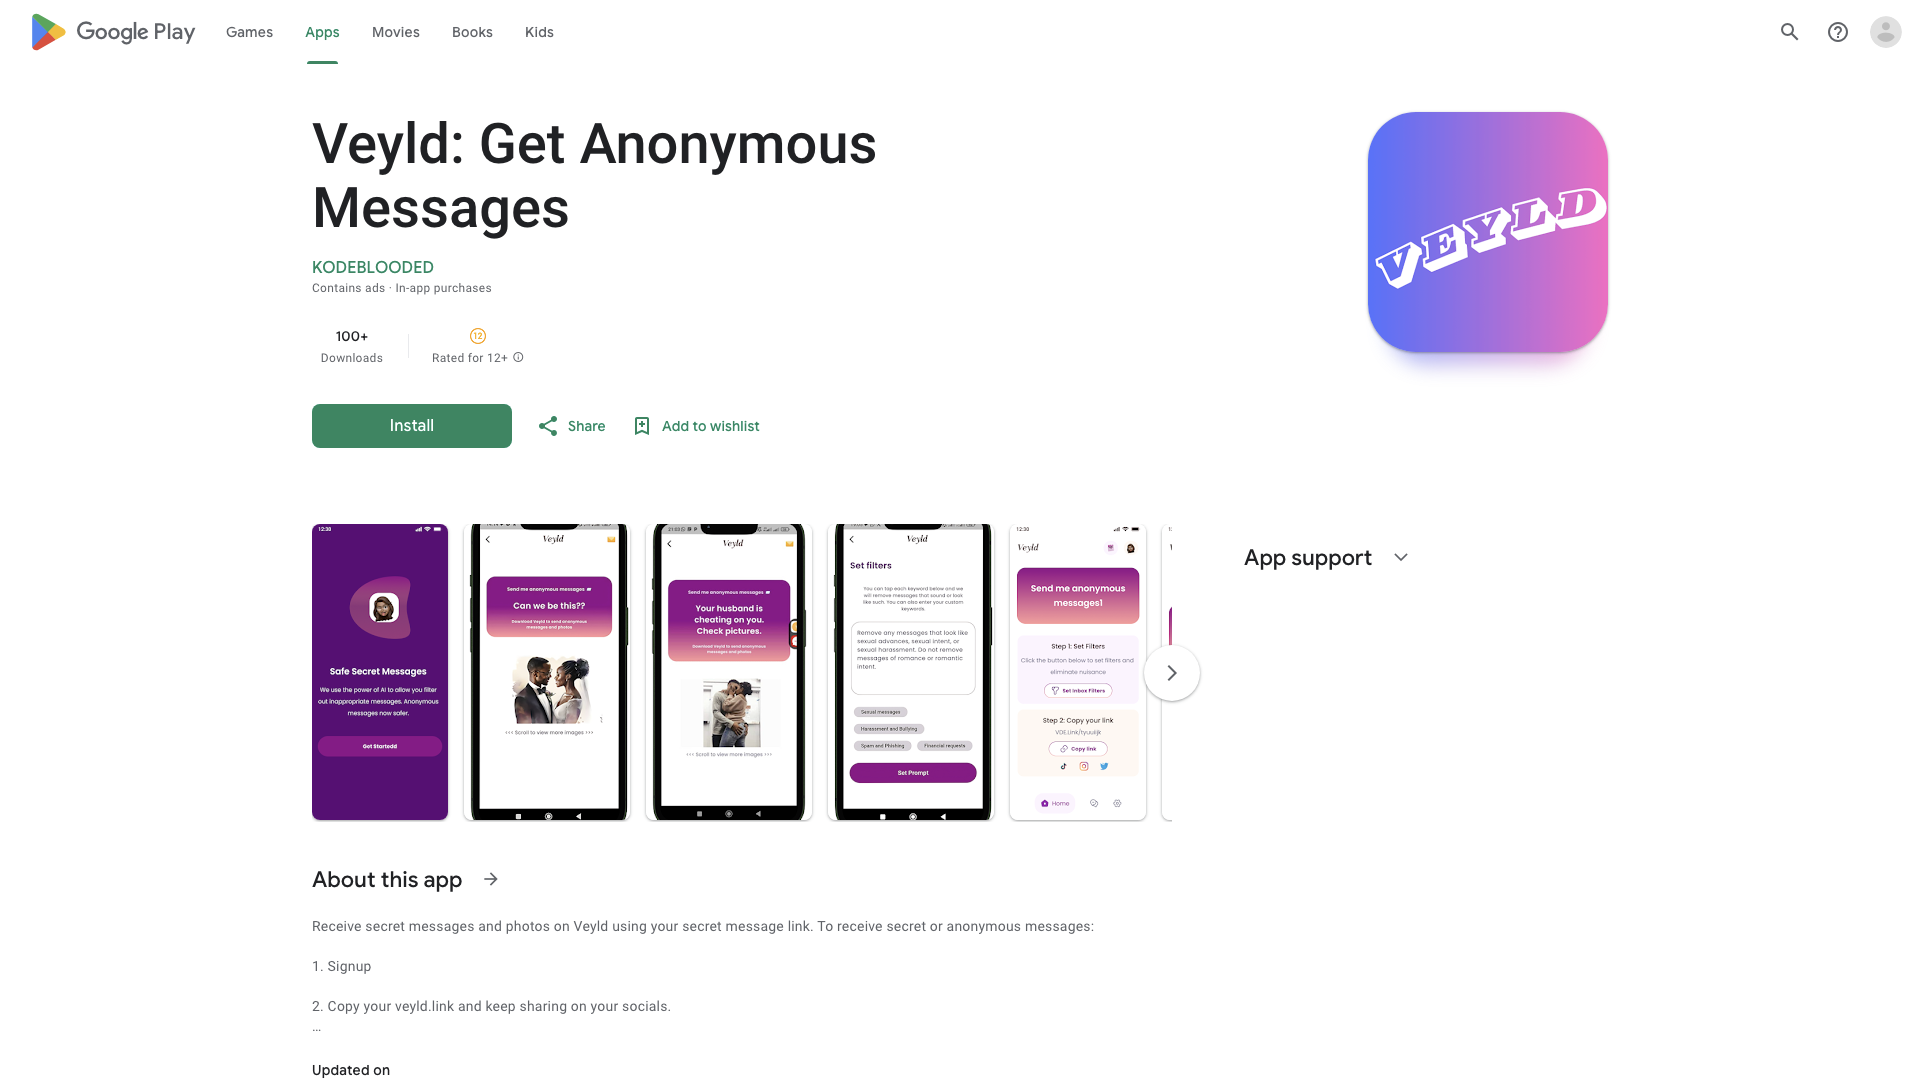 Google Play
Games
Apps
Movies
Books
Kids
Veyld: Get Anonymous
Messages
KODEBLOODED
Contains ads · In-app purchases
100+
Downloads
12
Rated for 12+
Install
Share
Add to wishlist
VEYLD
12:38
Safe Secret Messages
We use the power of AI to allow you filter
out inappropriate messages. Anonymous
messages now safer.
Get Startedd
Veyld
Send me anonymous messages
Can we be this??
Download Veyld to send anonymous
messages and photos
<<< Scroll to view more images >>>
Veyld
Send me anonymous messages
Your husband is
cheating on you.
Check pictures.
Download Veyld to send anonymous
messages and photos
<<< Scroll to view more images >>>
Veyld
Set filters
You can tap each keyword below and we
will remove messages that sound or look
like such. You can also enter your custom
keywords.
Remove any messages that look like
sexual advances, sexual intent, or
sexual harassment. Do not remove
messages of romance or romantic
intent.
Sexual messages
Harassment and Bullying
Spam and Phishing
Financial requests
Set Prompt
12:30
Veyld
Send me anonymous
messages1
Step 1: Set Filters
Click the button below to set filters and
eliminate nuisance
Set Inbox Filters
Step 2: Copy your link
VDE.Link/tyuuijk
Copy link
Home
App support
About this app
Receive secret messages and photos on Veyld using your secret message link. To receive secret or anonymous messages:
1. Signup
2. Copy your veyld.link and keep sharing on your socials.
...
Updated on